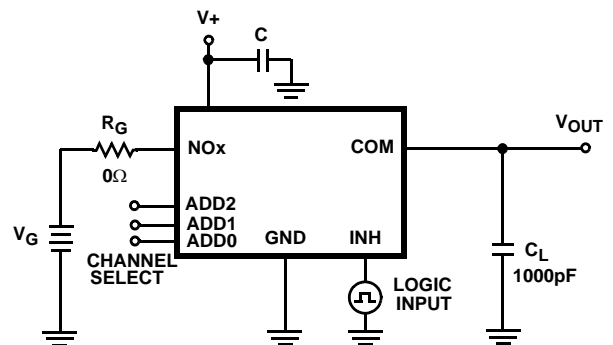 V+
C
RG
0Ω
NOx
COM
VOUT
ADD2
ADD1
ADD0
VG
GND
INH
CHANNEL
SELECT
LOGIC
INPUT
CL
1000pF